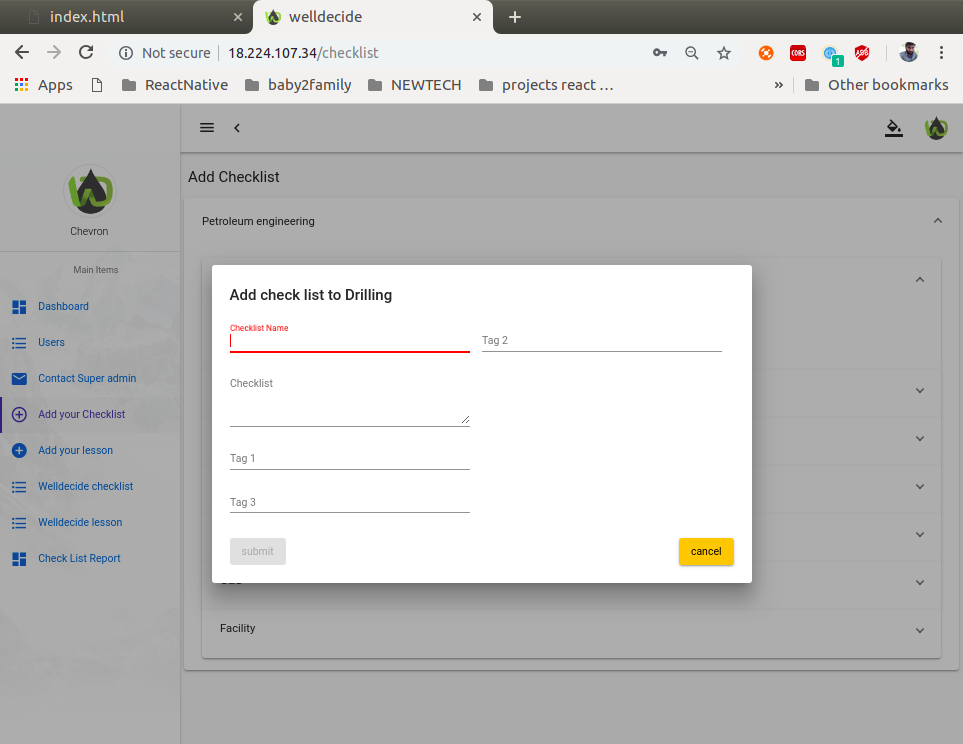 index.html
welldecide
Not secure
18.224.107.34/checklist
CORS
1
ABP
Apps
ReactNative
baby2family
NEWTECH
projects react ...
»
Other bookmarks
Chevron
Main Items
Dashboard
Users
Contact Super admin
Add your Checklist
Add your lesson
Welldecide checklist
Welldecide lesson
Check List Report
Add Checklist
Petroleum engineering
Add check list to Drilling
Checklist Name
Tag 2
Checklist
Tag 1
Tag 3
submit
cancel
Facility